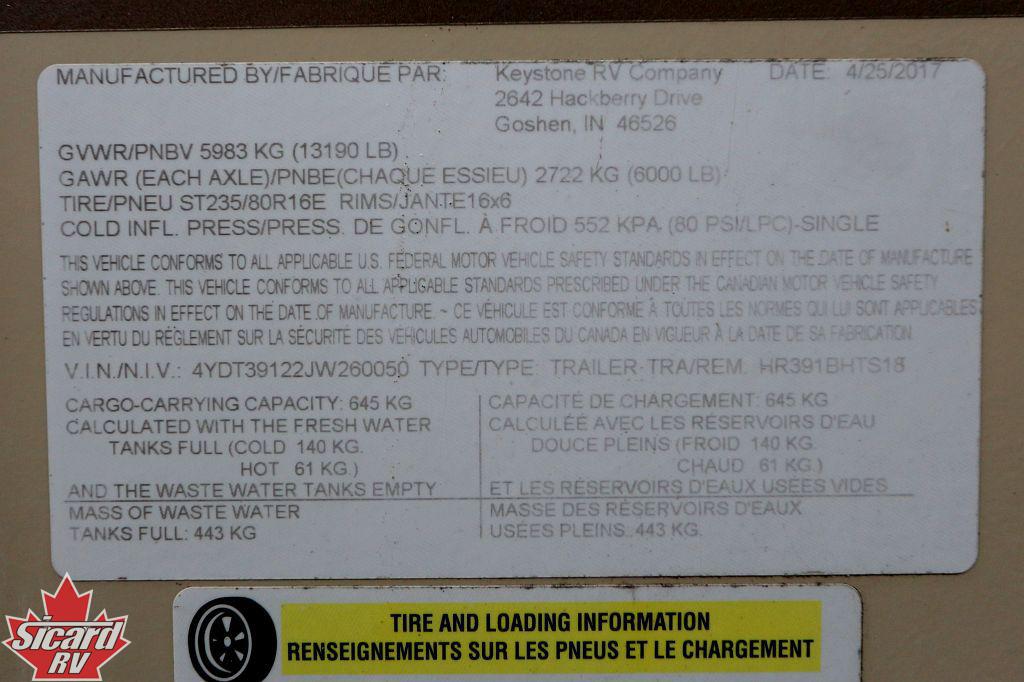 MANUFACTURED BY/FABRIQUE PAR: Keystone RV Company DATE: 4/25/2017
2642 Hackberry Drive
Goshen, IN 46526
GVWR/PNBV 5983 KG (13190 LB)
GAWR (EACH AXLE)/PNBE(CHAQUE ESSIEU) 2722 KG (6000 LB)
TIRE/PNEU ST235/80R16E RIMS/JANTE16x6
COLD INFL. PRESS/PRESS. DE GONFL. À FROID 552 KPA (80 PSI/LPC)-SINGLE
THIS VEHICLE CONFORMS TO ALL APPLICABLE U.S. FEDERAL MOTOR VEHICLE SAFETY STANDARDS IN EFFECT ON THE DATE OF MANUFACTURE
SHOWN ABOVE. THIS VEHICLE CONFORMS TO ALL APPLICABLE STANDARDS PRESCRIBED UNDER THE CANADIAN MOTOR VEHICLE SAFETY
REGULATIONS IN EFFECT ON THE DATE OF MANUFACTURE. ~ CE VÉHICULE EST CONFORME À TOUTES LES NORMES QUI LUI SONT APPLICABLES
EN VERTU DU RÈGLEMENT SUR LA SÉCURITÉ DES VÉHICULES AUTOMOBILES DU CANADA EN VIGUEUR À LA DATE DE SA FABRICATION.
V.I.N./N.I.V.: 4YDT39122JW260050 TYPE/TYPE: TRAILER-TRA/REM. HR391BHTS18
CARGO-CARRYING CAPACITY: 645 KG
CALCULATED WITH THE FRESH WATER
TANKS FULL (COLD 140 KG.
HOT 61 KG.)
AND THE WASTE WATER TANKS EMPTY
MASS OF WASTE WATER
TANKS FULL: 443 KG
CAPACITÉ DE CHARGEMENT: 645 KG
CALCULÉE AVEC LES RÉSERVOIRS D'EAU
DOUCE PLEINS (FROID 140 KG.
CHAUD 61 KG.)
ET LES RÉSERVOIRS D'EAUX USÉES VIDES
MASSE DES RÉSERVOIRS D'EAUX
USÉES PLEINS: 443 KG.
TIRE AND LOADING INFORMATION
RENSEIGNEMENTS SUR LES PNEUS ET LE CHARGEMENT
Sicard
RV